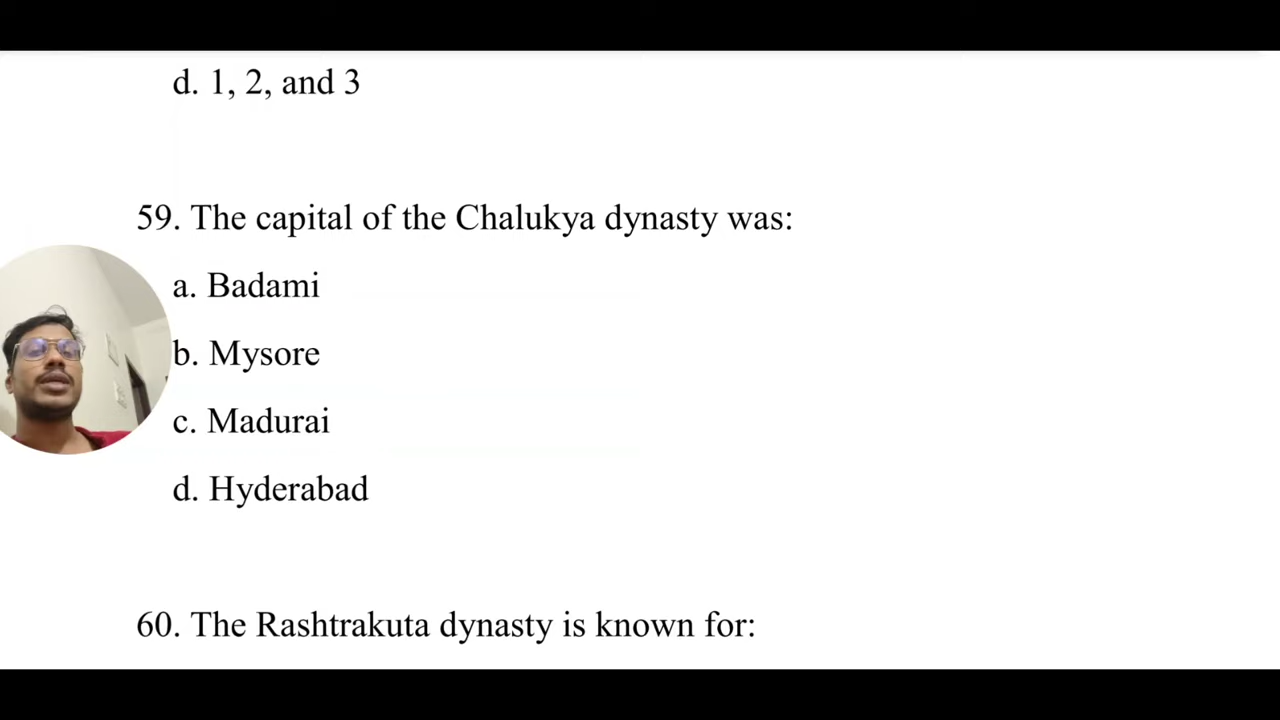 d. 1, 2, and 3
59. The capital of the Chalukya dynasty was:
a. Badami
b. Mysore
c. Madurai
d. Hyderabad
60. The Rashtrakuta dynasty is known for: